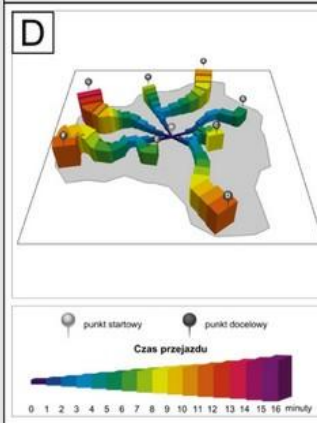 D
punkt startowy punkt docelowy
Czas przejazdu
0 1 2 3 4 5 6 7 8 9 10 11 12 13 14 15 16 minuty